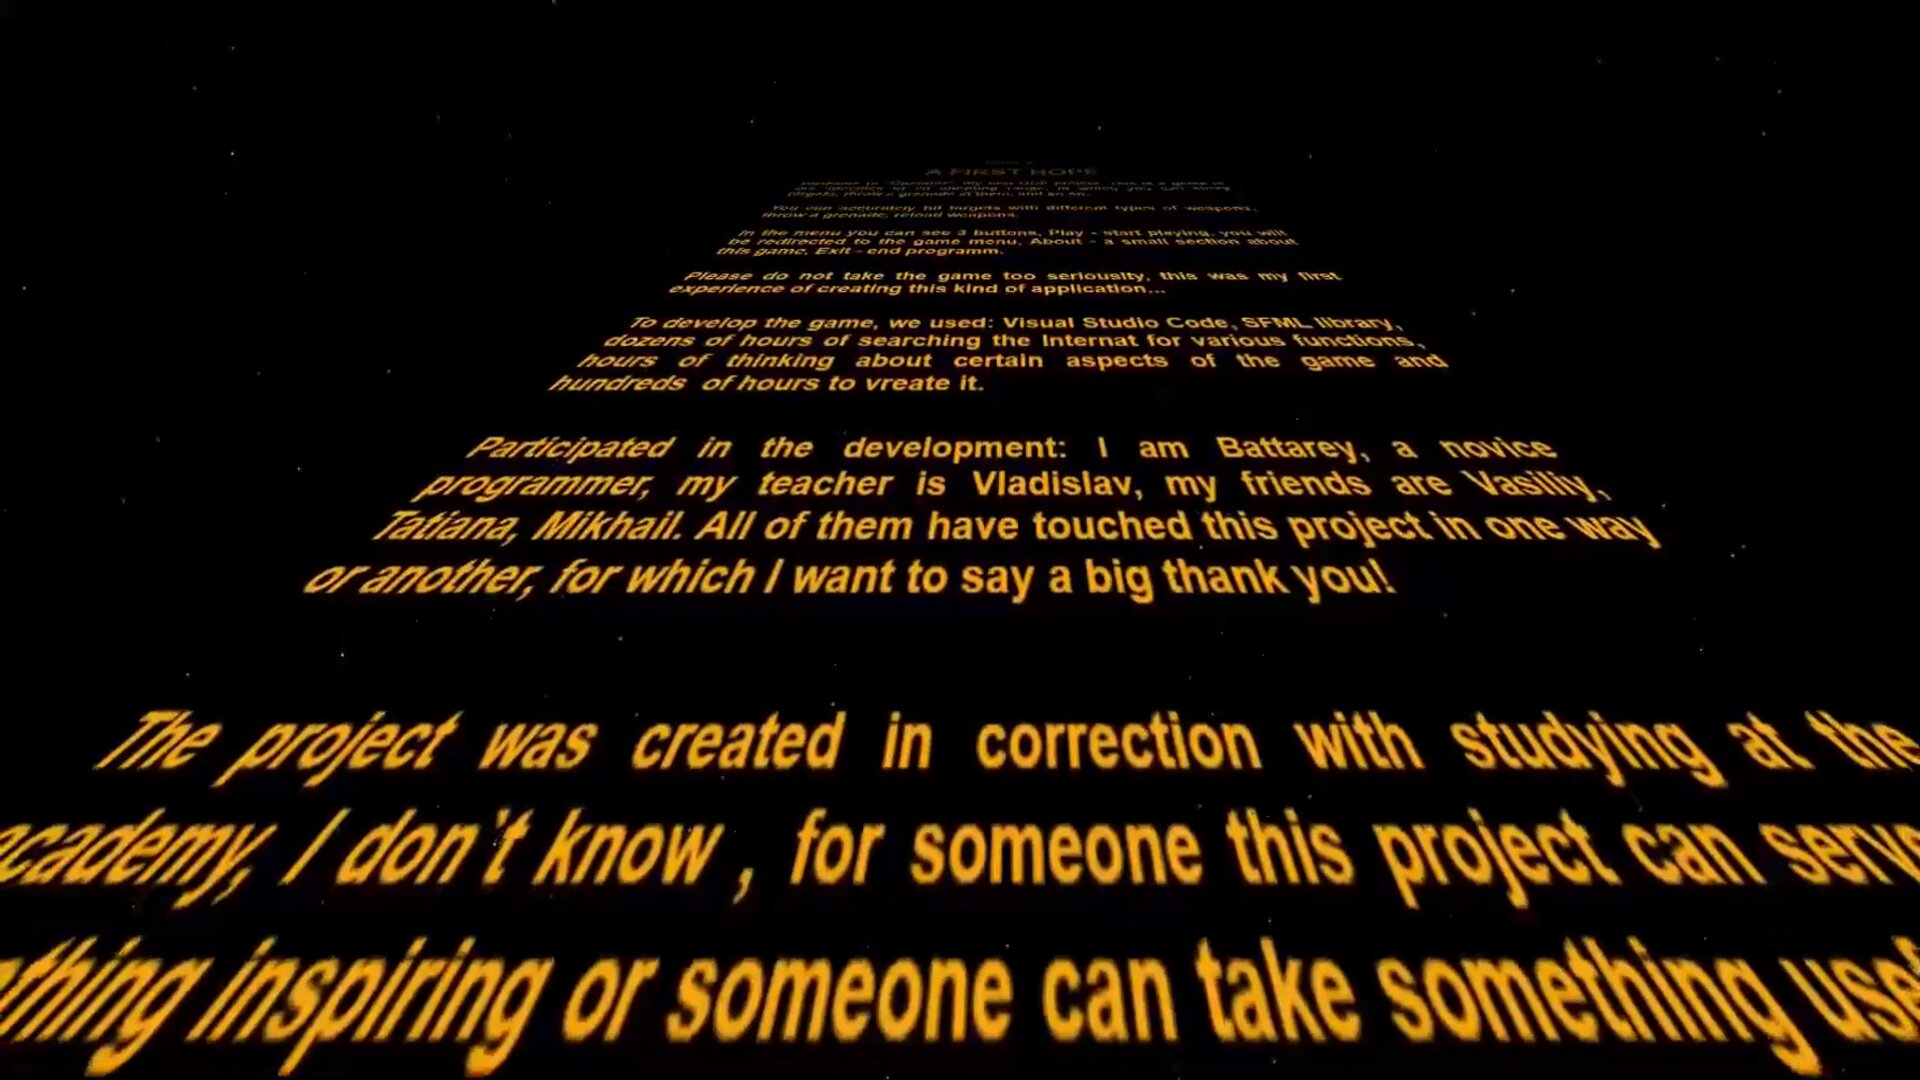 A FIRST HOPE
You can accurately hit targets with different types of weapons,
throw a grenade, reload weapons.
In the menu you can see 3 buttons, Play - start playing, you will
be redirected to the game menu, About - a small section about
this game, Exit - end programm.
Please do not take the game too seriously, this was my first
experience of creating this kind of application...
To develop the game, we used: Visual Studio Code, SFML library,
dozens of hours of searching the Internat for various functions,
hours of thinking about certain aspects of the game and
hundreds of hours to vreate it.
Participated in the development: I am Battarey, a novice
programmer, my teacher is Vladislav, my friends are Vasiliy,
Tatiana, Mikhail. All of them have touched this project in one way
or another, for which I want to say a big thank you!
The project was created in correction with studying at the
academy, I don't know , for someone this project can serve
thing inspiring or someone can take something usef